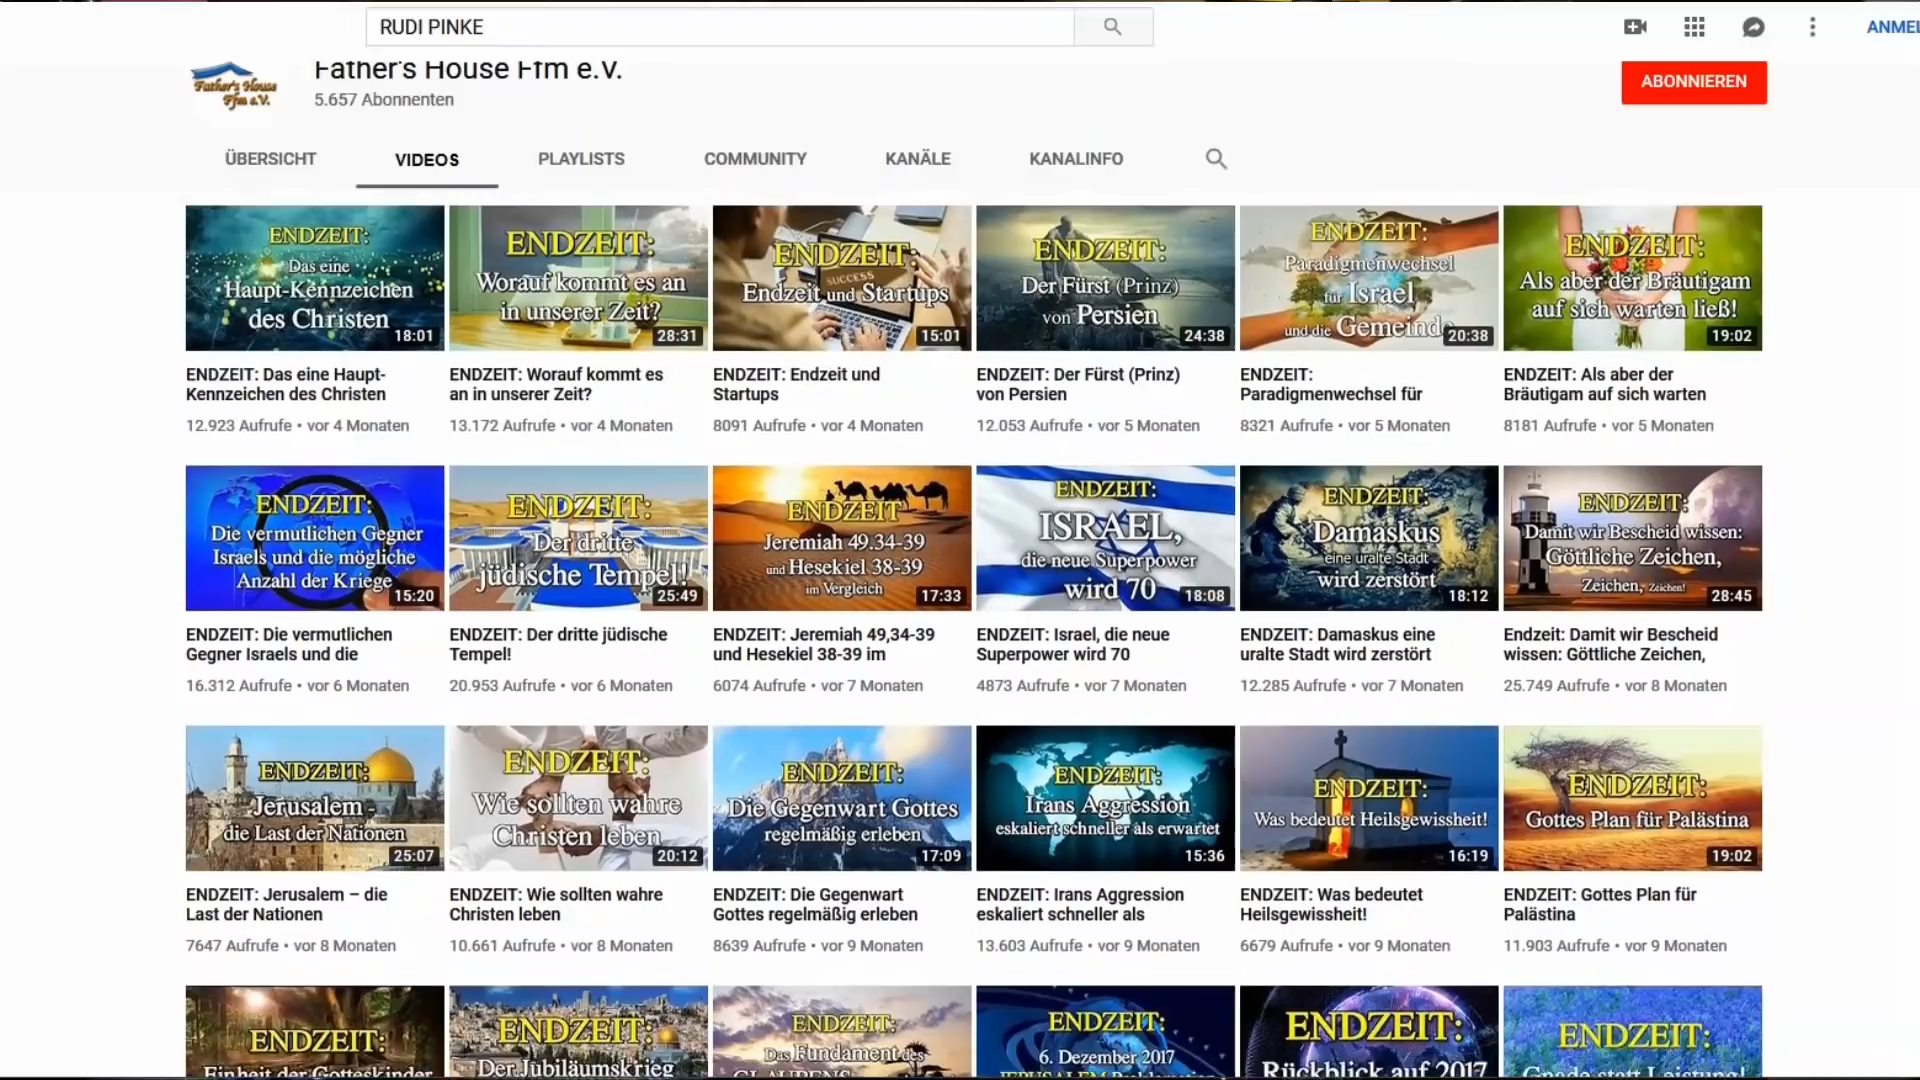 RUDI PINKE
ANMEL
Father's House Ffm e.V.
Father's House
Ffm e.V.
5.657 Abonnenten
ABONNIEREN
ÜBERSICHT
VIDEOS
PLAYLISTS
COMMUNITY
KANÄLE
KANALINFO
ENDZEIT:
Das eine
Haupt-Kennzeichen
des Christen
18:01
ENDZEIT:
Worauf kommt es an
in unserer Zeit?
28:31
ENDZEIT:
SUCCESS
Endzeit und Startups
15:01
ENDZEIT:
Der Fürst (Prinz)
von Persien
24:38
ENDZEIT:
Paradigmenwechsel
für Israel
und die Gemeinde
20:38
ENDZEIT:
Als aber der Bräutigam
auf sich warten ließ!
19:02
ENDZEIT: Das eine Haupt-
Kennzeichen des Christen
12.923 Aufrufe • vor 4 Monaten
ENDZEIT: Worauf kommt es
an in unserer Zeit?
13.172 Aufrufe • vor 4 Monaten
ENDZEIT: Endzeit und
Startups
8091 Aufrufe • vor 4 Monaten
ENDZEIT: Der Fürst (Prinz)
von Persien
12.053 Aufrufe • vor 5 Monaten
ENDZEIT:
Paradigmenwechsel für
8321 Aufrufe • vor 5 Monaten
ENDZEIT: Als aber der
Bräutigam auf sich warten
8181 Aufrufe • vor 5 Monaten
ENDZEIT:
Die vermutlichen Gegner
Israels und die mögliche
Anzahl der Kriege
15:20
ENDZEIT:
Der dritte
jüdische Tempel!
25:49
ENDZEIT
Jeremiah 49.34-39
und Hesekiel 38-39
im Vergleich
17:33
ENDZEIT:
ISRAEL,
die neue Superpower
wird 70
18:08
ENDZEIT:
Damaskus
eine uralte Stadt
wird zerstört
18:12
ENDZEIT:
Damit wir Bescheid wissen:
Göttliche Zeichen,
Zeichen, Zeichen!
28:45
ENDZEIT: Die vermutlichen
Gegner Israels und die
16.312 Aufrufe • vor 6 Monaten
ENDZEIT: Der dritte jüdische
Tempel!
20.953 Aufrufe • vor 6 Monaten
ENDZEIT: Jeremiah 49,34-39
und Hesekiel 38-39 im
6074 Aufrufe • vor 7 Monaten
ENDZEIT: Israel, die neue
Superpower wird 70
4873 Aufrufe • vor 7 Monaten
ENDZEIT: Damaskus eine
uralte Stadt wird zerstört
12.285 Aufrufe • vor 7 Monaten
Endzeit: Damit wir Bescheid
wissen: Göttliche Zeichen,
25.749 Aufrufe • vor 8 Monaten
ENDZEIT:
Jerusalem -
die Last der Nationen
25:07
ENDZEIT:
Wie sollten wahre
Christen leben
20:12
ENDZEIT:
Die Gegenwart Gottes
regelmäßig erleben
17:09
ENDZEIT:
Irans Aggression
eskaliert schneller als erwartet
15:36
ENDZEIT:
Was bedeutet Heilsgewissheit!
16:19
ENDZEIT:
Gottes Plan für Palästina
19:02
ENDZEIT: Jerusalem – die
Last der Nationen
7647 Aufrufe • vor 8 Monaten
ENDZEIT: Wie sollten wahre
Christen leben
10.661 Aufrufe • vor 8 Monaten
ENDZEIT: Die Gegenwart
Gottes regelmäßig erleben
8639 Aufrufe • vor 9 Monaten
ENDZEIT: Irans Aggression
eskaliert schneller als
13.603 Aufrufe • vor 9 Monaten
ENDZEIT: Was bedeutet
Heilsgewissheit!
6679 Aufrufe • vor 9 Monaten
ENDZEIT: Gottes Plan für
Palästina
11.903 Aufrufe • vor 9 Monaten
ENDZEIT:
Einheit der Gotteskinder
ENDZEIT:
Der Jubiläumskrieg
ENDZEIT:
Das Fundament des
GLAUBENS
ENDZEIT:
6. Dezember 2017
JERUSALEM
ENDZEIT:
Rückblick auf 2017
ENDZEIT:
Gnade statt Leistung!